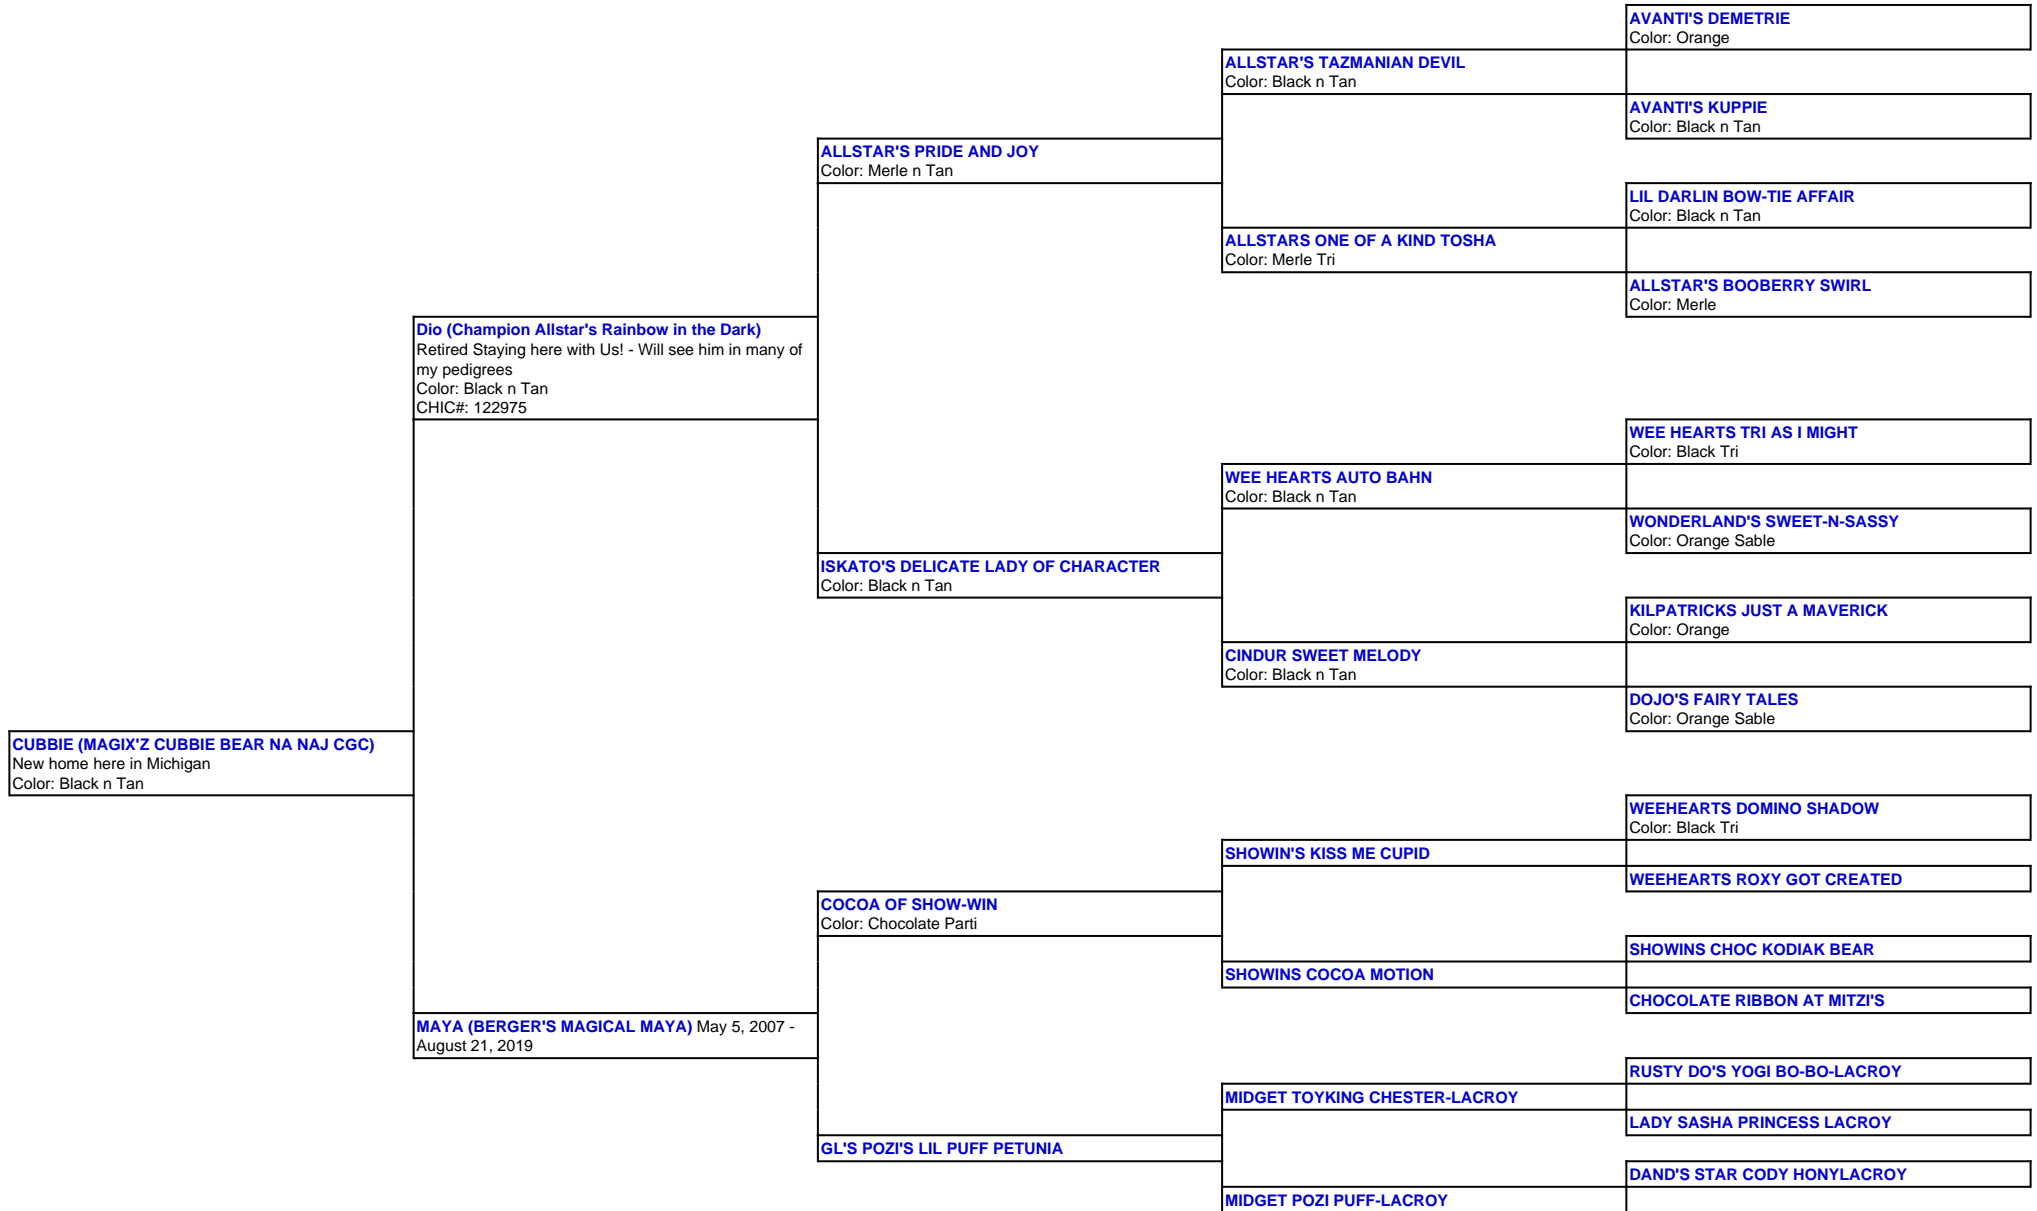 AVANTI'S DEMETRIE
Color: Orange
ALLSTAR'S TAZMANIAN DEVIL
Color: Black n Tan
AVANTI'S KUPPIE
Color: Black n Tan
ALLSTAR'S PRIDE AND JOY
Color: Merle n Tan
LIL DARLIN BOW-TIE AFFAIR
Color: Black n Tan
ALLSTARS ONE OF A KIND TOSHA
Color: Merle Tri
ALLSTAR'S BOOBERRY SWIRL
Color: Merle
Dio (Champion Allstar's Rainbow in the Dark)
Retired Staying here with Us! - Will see him in many of
my pedigrees
Color: Black n Tan
CHIC#: 122975
WEE HEARTS TRI AS I MIGHT
Color: Black Tri
WEE HEARTS AUTO BAHN
Color: Black n Tan
WONDERLAND'S SWEET-N-SASSY
Color: Orange Sable
ISKATO'S DELICATE LADY OF CHARACTER
Color: Black n Tan
KILPATRICKS JUST A MAVERICK
Color: Orange
CINDUR SWEET MELODY
Color: Black n Tan
DOJO'S FAIRY TALES
Color: Orange Sable
CUBBIE (MAGIX'Z CUBBIE BEAR NA NAJ CGC)
New home here in Michigan
Color: Black n Tan
WEEHEARTS DOMINO SHADOW
Color: Black Tri
SHOWIN'S KISS ME CUPID
WEEHEARTS ROXY GOT CREATED
COCOA OF SHOW-WIN
Color: Chocolate Parti
SHOWINS CHOC KODIAK BEAR
SHOWINS COCOA MOTION
CHOCOLATE RIBBON AT MITZI'S
MAYA (BERGER'S MAGICAL MAYA) May 5, 2007 -
August 21, 2019
RUSTY DO'S YOGI BO-BO-LACROY
MIDGET TOYKING CHESTER-LACROY
LADY SASHA PRINCESS LACROY
GL'S POZI'S LIL PUFF PETUNIA
DAND'S STAR CODY HONYLACROY
MIDGET POZI PUFF-LACROY